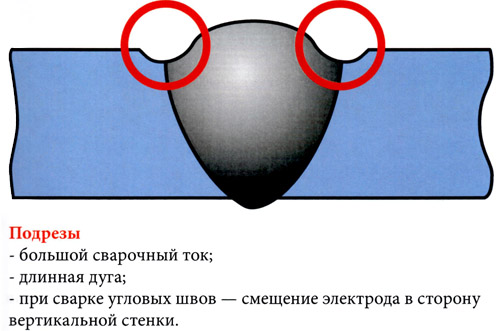 Подрезы
- большой сварочный ток;
- длинная дуга;
- при сварке угловых швов — смещение электрода в сторону
вертикальной стенки.